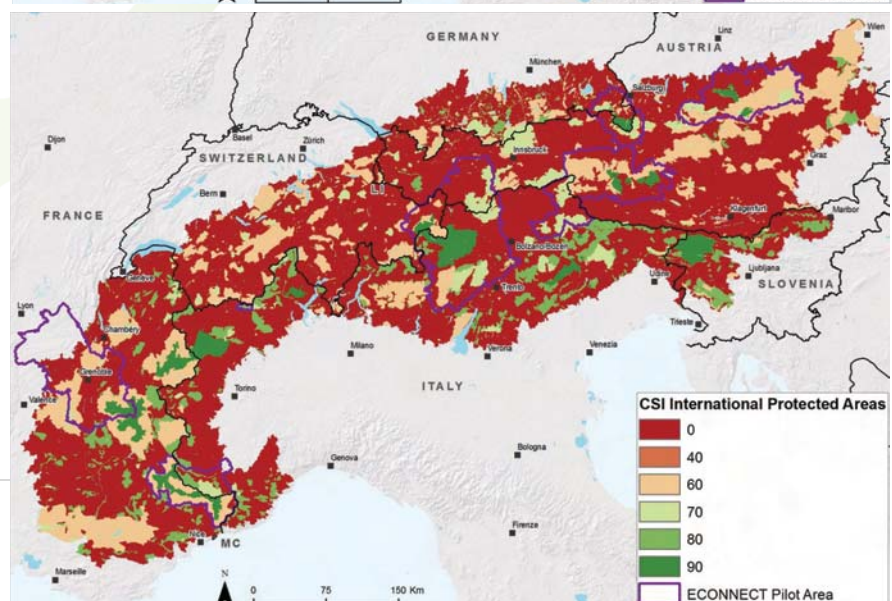 GERMANY
AUSTRIA
Linz
Wien
München
Salzburg
Dijon
Basel
Zürich
SWITZERLAND
Innsbruck
Graz
Bern
LI
FRANCE
Klagenfurt
Maribor
Bolzano/Bozen
Genève
Udine
Ljubljana
Trento
SLOVENIA
Lyon
Chambéry
Trieste
Milano
Verona
Venezia
Grenoble
ITALY
Torino
Valence
Bologna
Genova
Firenze
Nice
MC
Marseille
N
0 75 150 Km
CSI International Protected Areas
0
40
60
70
80
90
ECONNECT Pilot Area